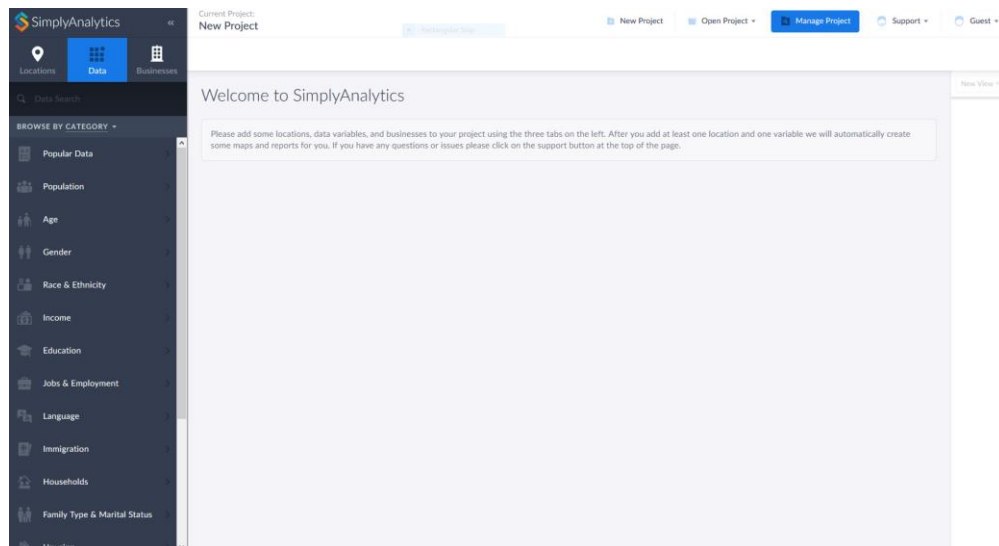 SimplyAnalytics
«
Current Project:
New Project
New Project
Open Project
Manage Project
Support
Guest
Rectangular Snip
Locations
Data
Businesses
Data Search
New View
BROWSE BY CATEGORY
Welcome to SimplyAnalytics
Please add some locations, data variables, and businesses to your project using the three tabs on the left. After you add at least one location and one variable we will automatically create
some maps and reports for you. If you have any questions or issues please click on the support button at the top of the page.
Popular Data
Population
Age
Gender
Race & Ethnicity
Income
Education
Jobs & Employment
Language
Immigration
Households
Family Type & Marital Status